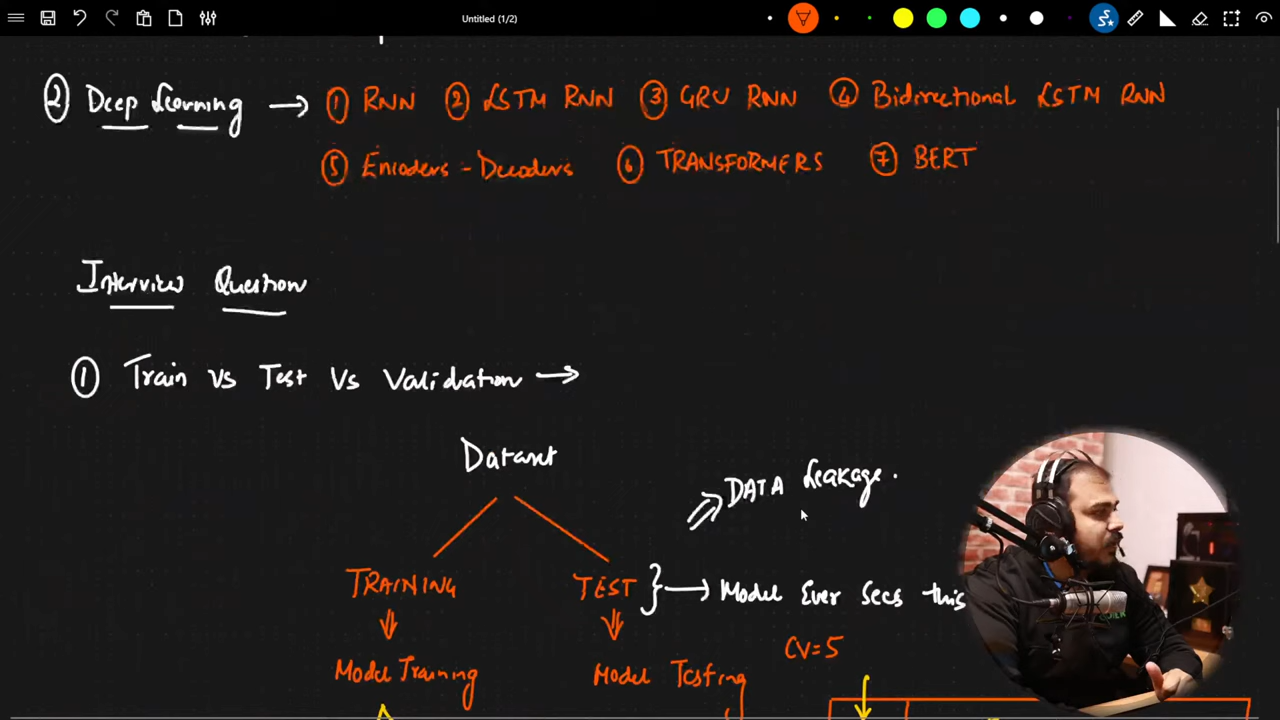 Untitled (1/2)
② Deep Learning → ① RNN ② LSTM RNN ③ GRU RNN ④ Bidirectional LSTM RNN
⑤ Encoders - Decoders ⑥ TRANSFORMERS ⑦ BERT
Interview Question
① Train vs Test Vs Validation →
Dataset
DATA Leakage.
TRAINING TEST } → Model Ever Sees this
CV=5
Model Training Model Testing